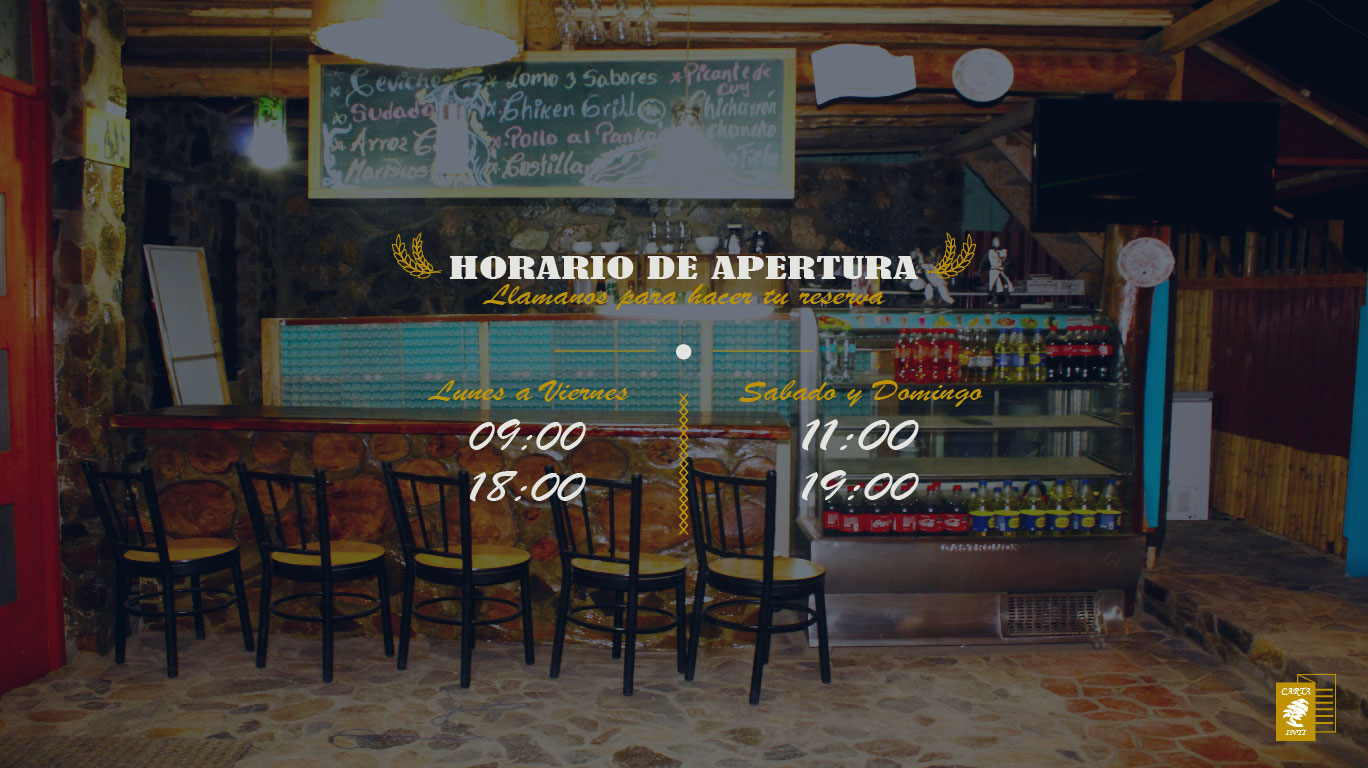 Ceviche
Sudado
Arroz
Mariscos
Lomo 3 Sabores
Chiken Grill
Pollo al Panka
Costillas
Picante de
cuy
Chicharrón
chancho
HORARIO DE APERTURA
Llamanos para hacer tu reserva
Lunes a Viernes
09:00
18:00
Sabado y Domingo
11:00
19:00
CARTA
INTI